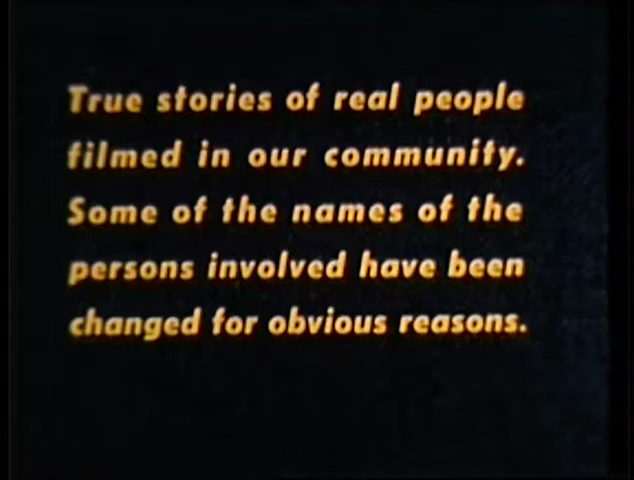 True stories of real people
filmed in our community.
Some of the names of the
persons involved have been
changed for obvious reasons.